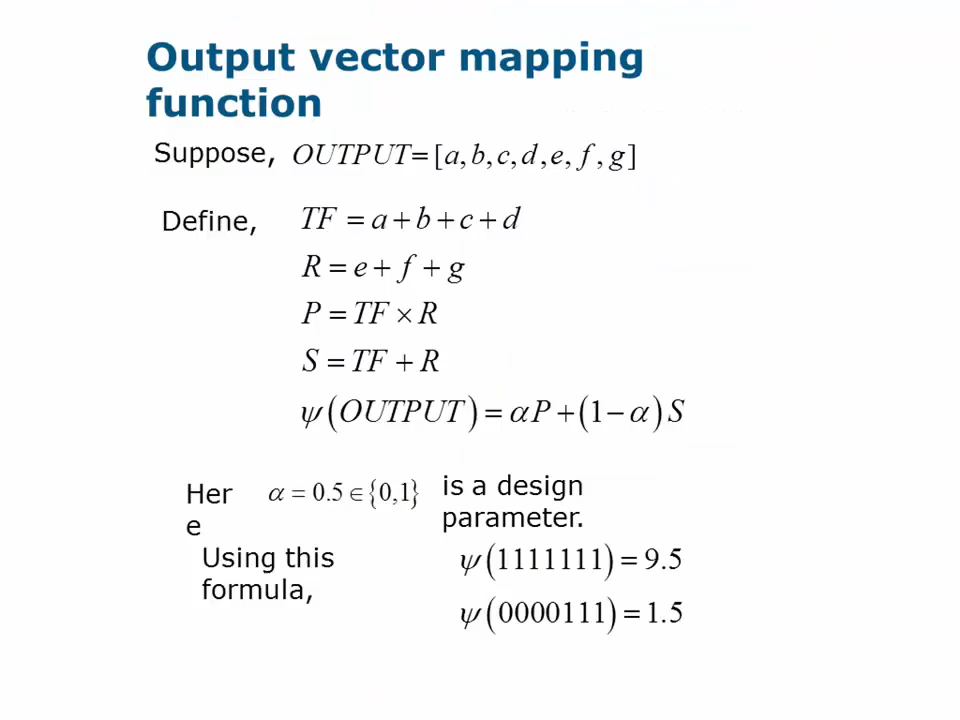 Output vector mapping
function
Suppose, OUTPUT = [a, b, c, d, e, f, g]
Define, TF = a + b + c + d
R = e + f + g
P = TF × R
S = TF + R
ψ(OUTPUT) = αP + (1 − α)S
Her
e
α = 0.5 ∈ {0,1}
is a design
parameter.
Using this
formula,
ψ(1111111) = 9.5
ψ(0000111) = 1.5